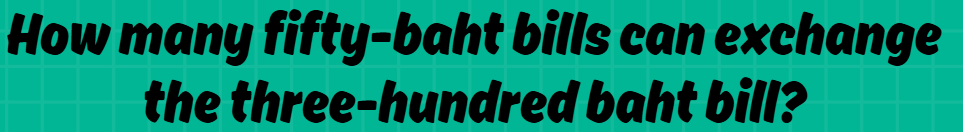 How many fifty-baht bills can exchange
the three-hundred baht bill?